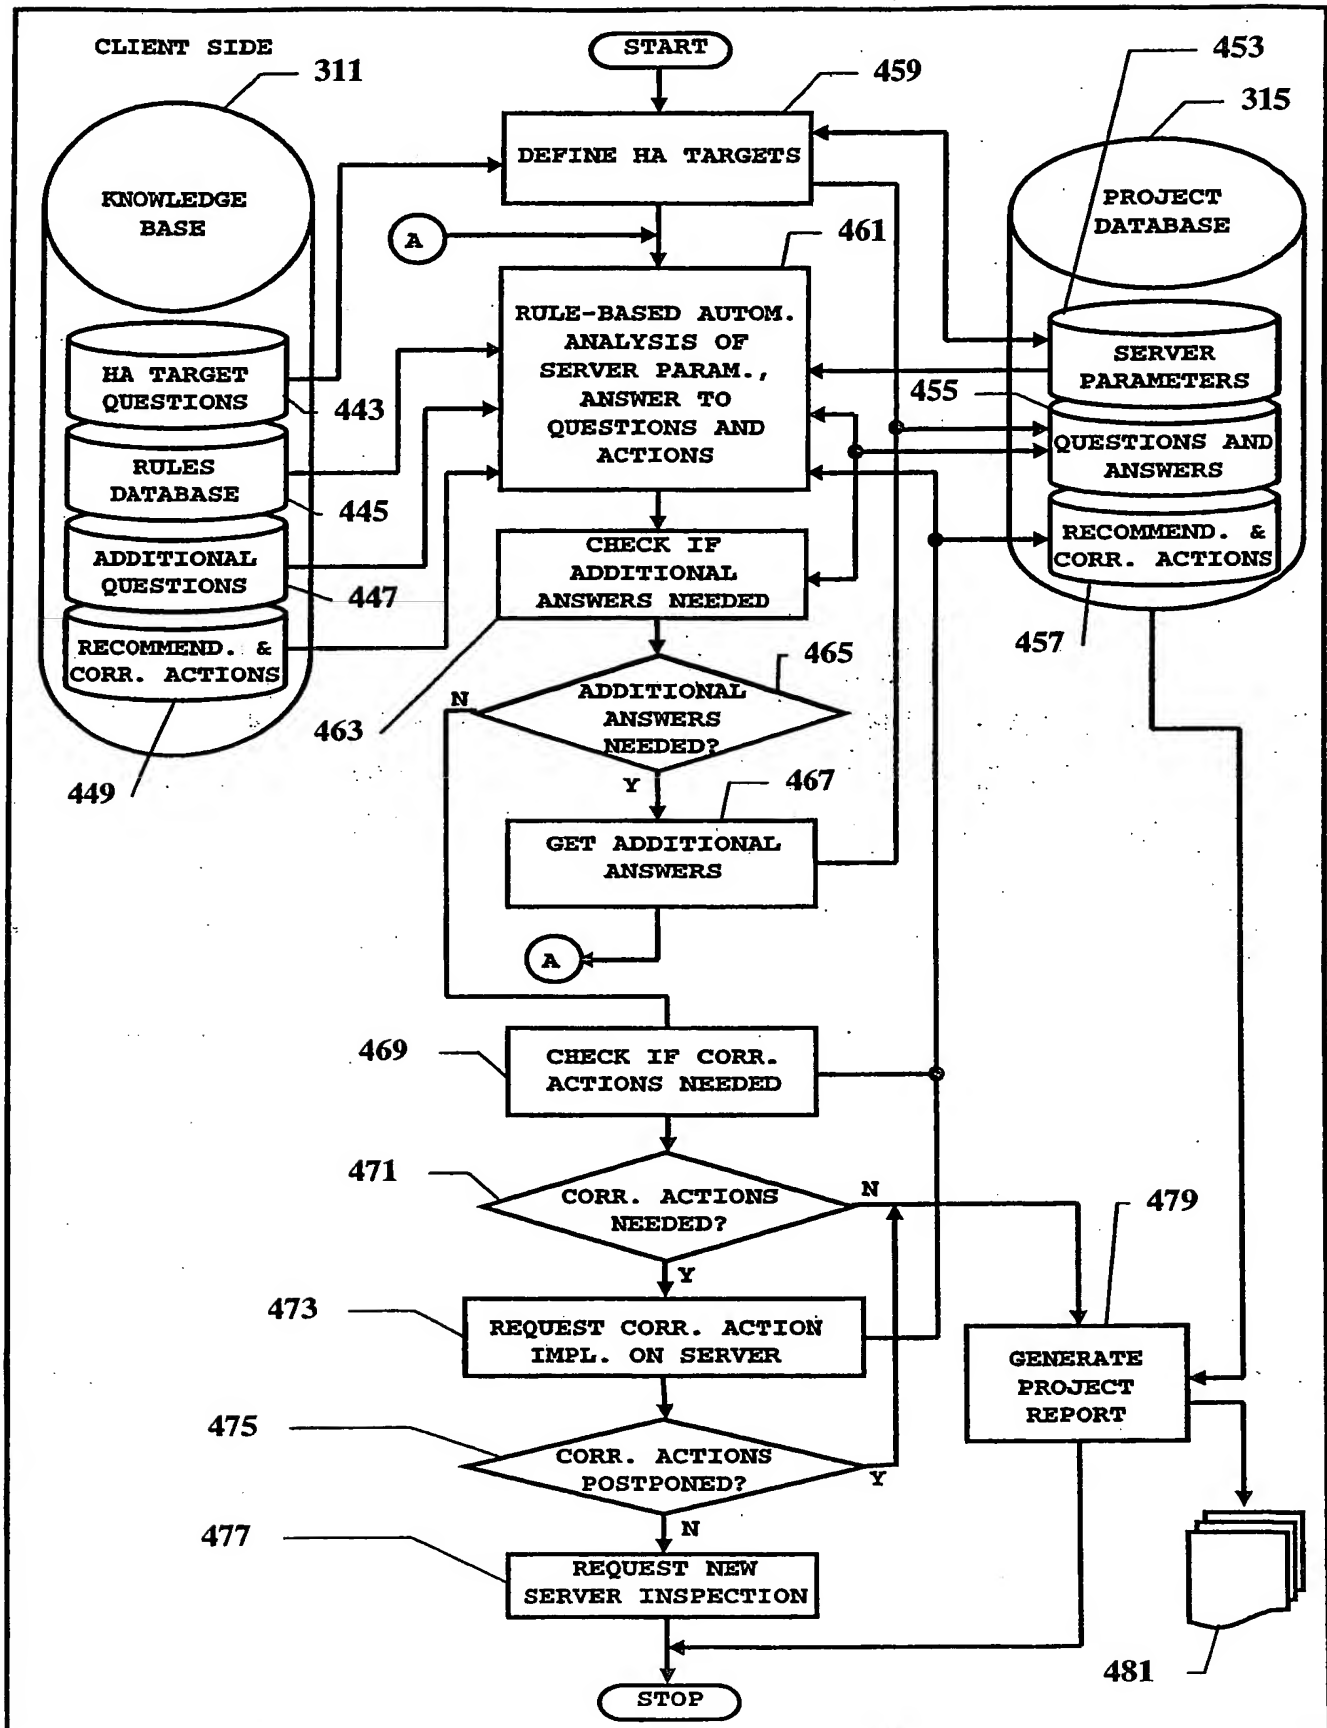 CLIENT SIDE
START
453
311
459
315
DEFINE HA TARGETS
KNOWLEDGE
BASE
PROJECT
DATABASE
A
461
RULE-BASED AUTOM.
ANALYSIS OF
SERVER PARAM.,
ANSWER TO
QUESTIONS AND
ACTIONS
HA TARGET
QUESTIONS
443
SERVER
PARAMETERS
455
RULES
DATABASE
445
QUESTIONS AND
ANSWERS
ADDITIONAL
QUESTIONS
447
CHECK IF
ADDITIONAL
ANSWERS NEEDED
RECOMMEND. &
CORR. ACTIONS
457
RECOMMEND. &
CORR. ACTIONS
449
463
465
ADDITIONAL
ANSWERS
NEEDED?
N
Y
467
GET ADDITIONAL
ANSWERS
A
469
CHECK IF CORR.
ACTIONS NEEDED
471
CORR. ACTIONS
NEEDED?
N
Y
479
473
REQUEST CORR. ACTION
IMPL. ON SERVER
GENERATE
PROJECT
REPORT
475
CORR. ACTIONS
POSTPONED?
Y
N
477
REQUEST NEW
SERVER INSPECTION
481
STOP